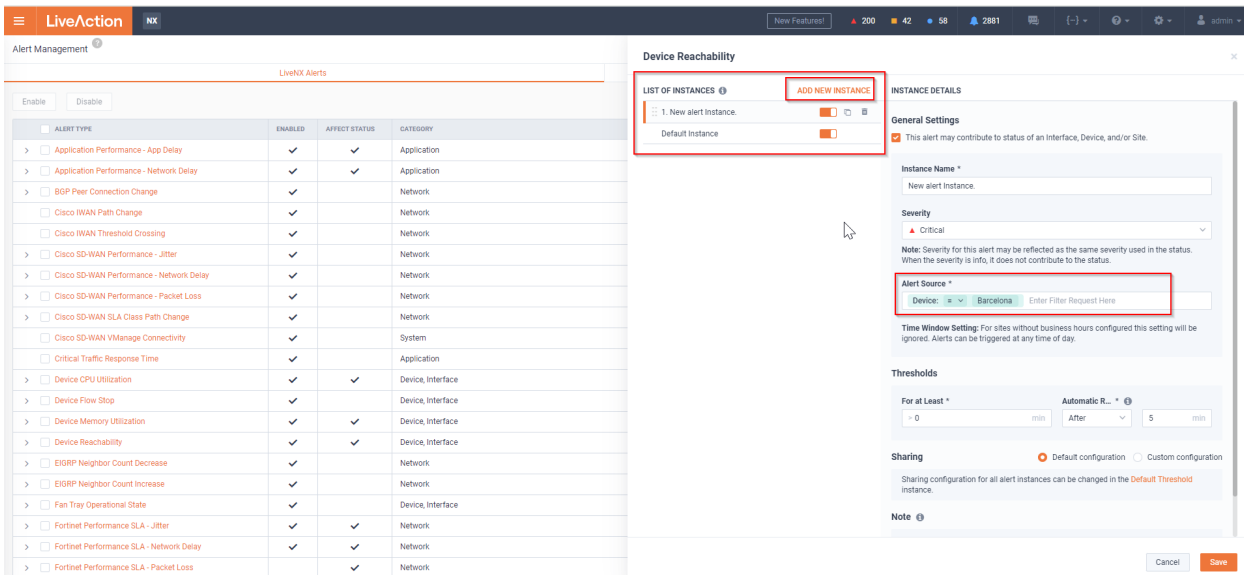 LiveAction NX New Features! 200 42 58 2881 admin
Alert Management
LiveNX Alerts
Enable Disable
ALERT TYPE ENABLED AFFECT STATUS CATEGORY
Application Performance - App Delay Application
Application Performance - Network Delay Application
BGP Peer Connection Change Network
Cisco IWAN Path Change Network
Cisco IWAN Threshold Crossing Network
Cisco SD-WAN Performance - Jitter Network
Cisco SD-WAN Performance - Network Delay Network
Cisco SD-WAN Performance - Packet Loss Network
Cisco SD-WAN SLA Class Path Change Network
Cisco SD-WAN VManage Connectivity System
Critical Traffic Response Time Application
Device CPU Utilization Device, Interface
Device Flow Stop Device, Interface
Device Memory Utilization Device, Interface
Device Reachability Device, Interface
EIGRP Neighbor Count Decrease Network
EIGRP Neighbor Count Increase Network
Fan Tray Operational State Device, Interface
Fortinet Performance SLA - Jitter Network
Fortinet Performance SLA - Network Delay Network
Fortinet Performance SLA - Packet Loss Network
Device Reachability
LIST OF INSTANCES ADD NEW INSTANCE
1. New alert Instance.
Default Instance
INSTANCE DETAILS
General Settings
This alert may contribute to status of an Interface, Device, and/or Site.
Instance Name *
New alert Instance.
Severity
Critical
Note: Severity for this alert may be reflected as the same severity used in the status.
When the severity is info, it does not contribute to the status.
Alert Source *
Device: = Barcelona Enter Filter Request Here
Time Window Setting: For sites without business hours configured this setting will be
ignored. Alerts can be triggered at any time of day.
Thresholds
For at Least * Automatic R... *
> 0 min After 5 min
Sharing Default configuration Custom configuration
Sharing configuration for all alert instances can be changed in the Default Threshold
instance.
Note
Cancel Save